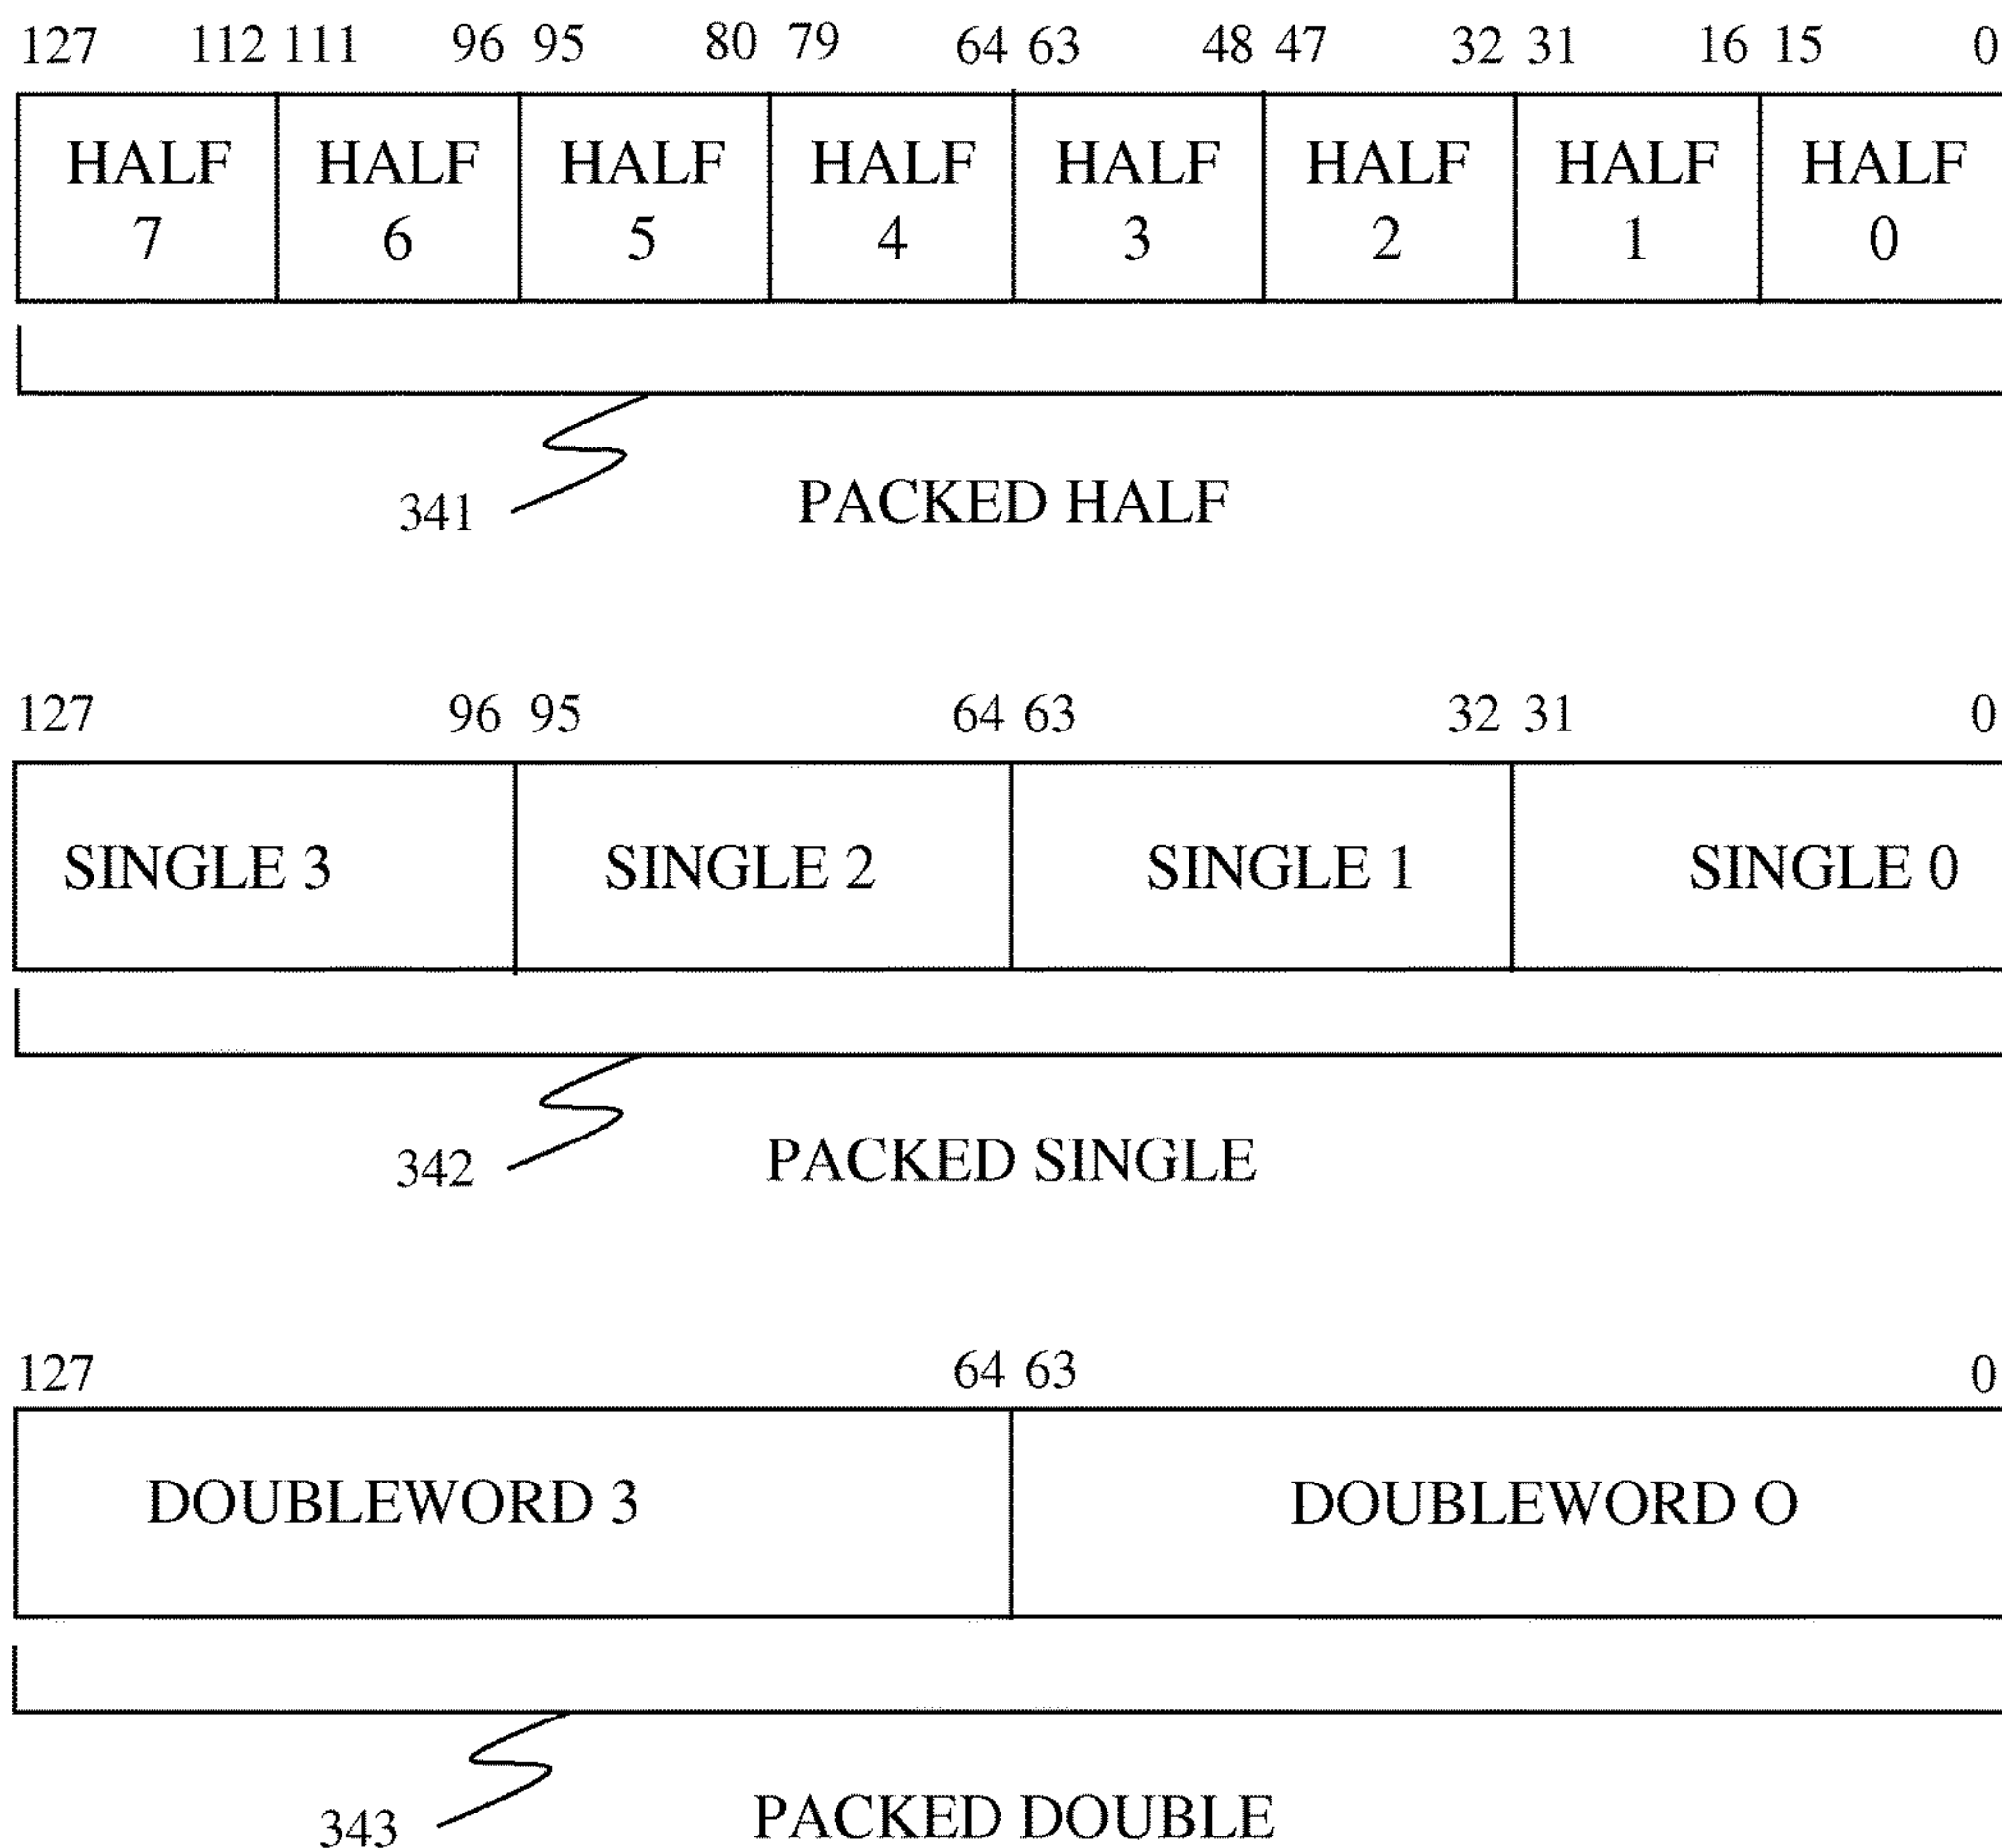 127 112 111 96 95 80 79 64 63 48 47 32 31 16 15 0
HALF HALF HALF HALF HALF HALF HALF HALF
7 6 5 4 3 2 1 0
341 PACKED HALF
127 96 95 64 63 32 31 0
SINGLE 3 SINGLE 2 SINGLE 1 SINGLE 0
342 PACKED SINGLE
127 64 63 0
DOUBLEWORD 3 DOUBLEWORD O
343 PACKED DOUBLE